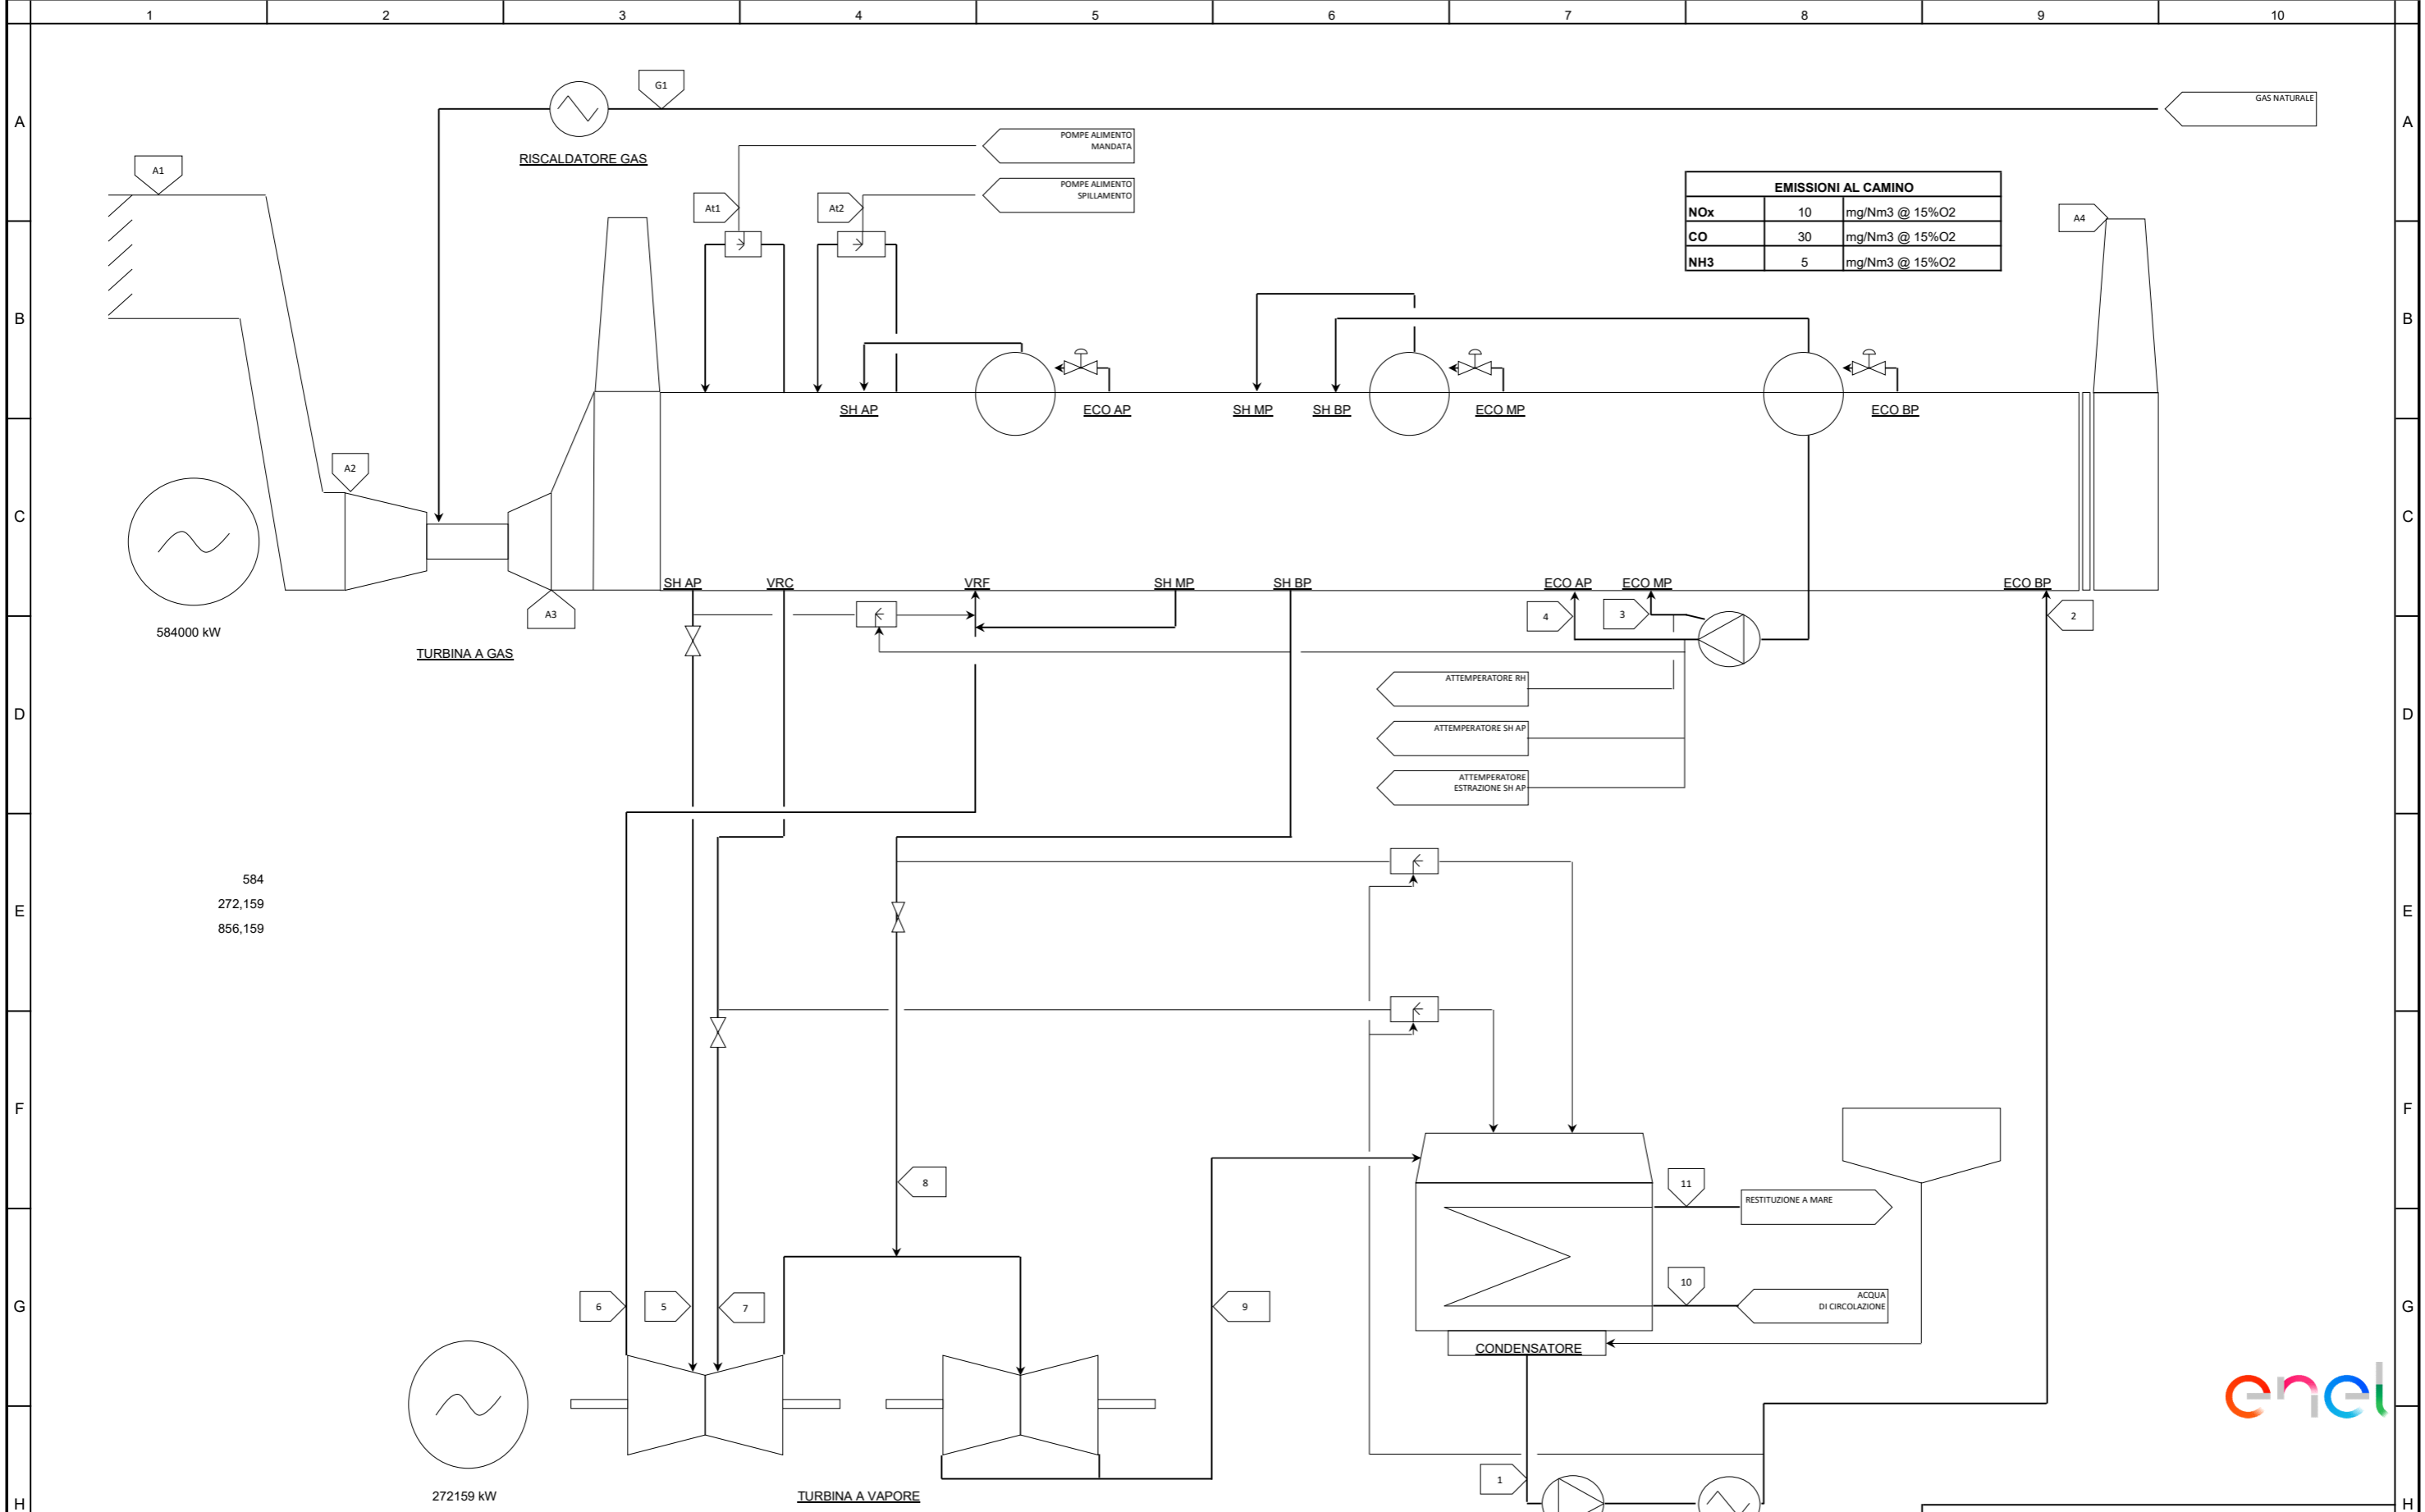 1 2 3 4 5 6 7 8 9 10
A A
G1
GAS NATURALE
POMPE ALIMENTO
MANDATA
RISCALDATORE GAS
A1
POMPE ALIMENTO
SPILLAMENTO
At1 At2
EMISSIONI AL CAMINO
NOx 10 mg/Nm3 @ 15%O2
CO 30 mg/Nm3 @ 15%O2
NH3 5 mg/Nm3 @ 15%O2
A4
B B
SH AP ECO AP SH MP SH BP ECO MP ECO BP
A2
C C
SH AP VRC VRF SH MP SH BP ECO AP ECO MP ECO BP
A3 4 3 2
584000 kW
TURBINA A GAS
ATTEMPERATORE RH
D D
ATTEMPERATORE SH AP
ATTEMPERATORE
ESTRAZIONE SH AP
584
272,159
856,159
E E
F F
8
11
RESTITUZIONE A MARE
10
ACQUA
DI CIRCOLAZIONE
G G
6 5 7 9
CONDENSATORE
enel
1
272159 kW
TURBINA A VAPORE
H H